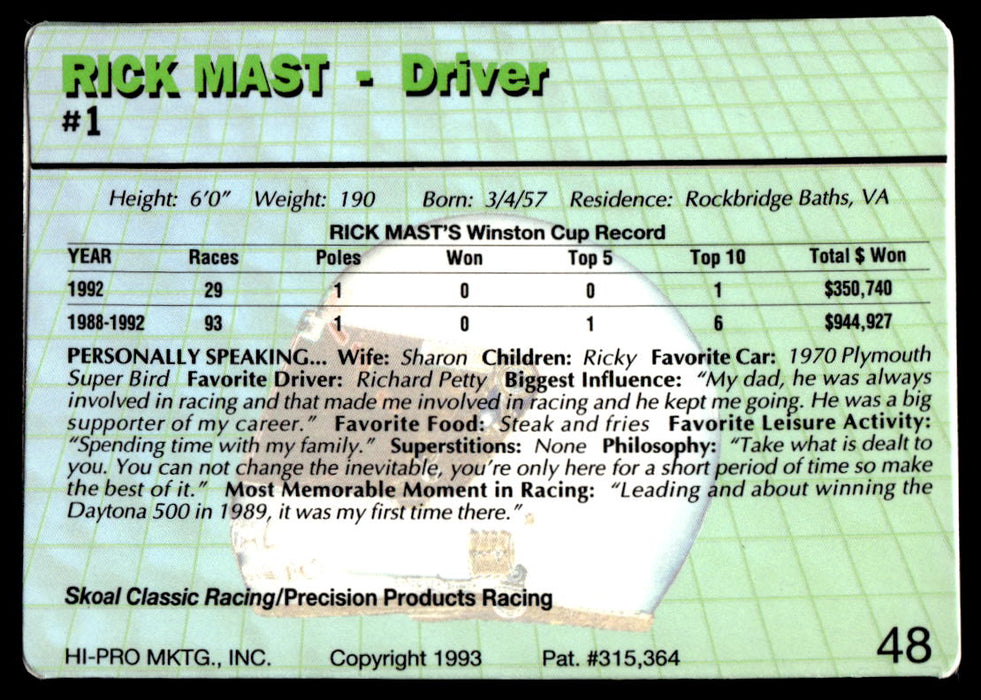 RICK MAST - Driver
#1
Height: 6'0" Weight: 190 Born: 3/4/57 Residence: Rockbridge Baths, VA
RICK MAST'S Winston Cup Record
YEAR Races Poles Won Top 5 Top 10 Total $ Won
1992 29 1 0 0 1 $350,740
1988-1992 93 1 0 1 6 $944,927
PERSONALLY SPEAKING... Wife: Sharon Children: Ricky Favorite Car: 1970 Plymouth
Super Bird Favorite Driver: Richard Petty Biggest Influence: "My dad, he was always
involved in racing and that made me involved in racing and he kept me going. He was a big
supporter of my career." Favorite Food: Steak and fries Favorite Leisure Activity:
"Spending time with my family." Superstitions: None Philosophy: "Take what is dealt to
you. You can not change the inevitable, you're only here for a short period of time so make
the best of it." Most Memorable Moment in Racing: "Leading and about winning the
Daytona 500 in 1989, it was my first time there."
Skoal Classic Racing/Precision Products Racing
HI-PRO MKTG., INC. Copyright 1993 Pat. #315,364 48